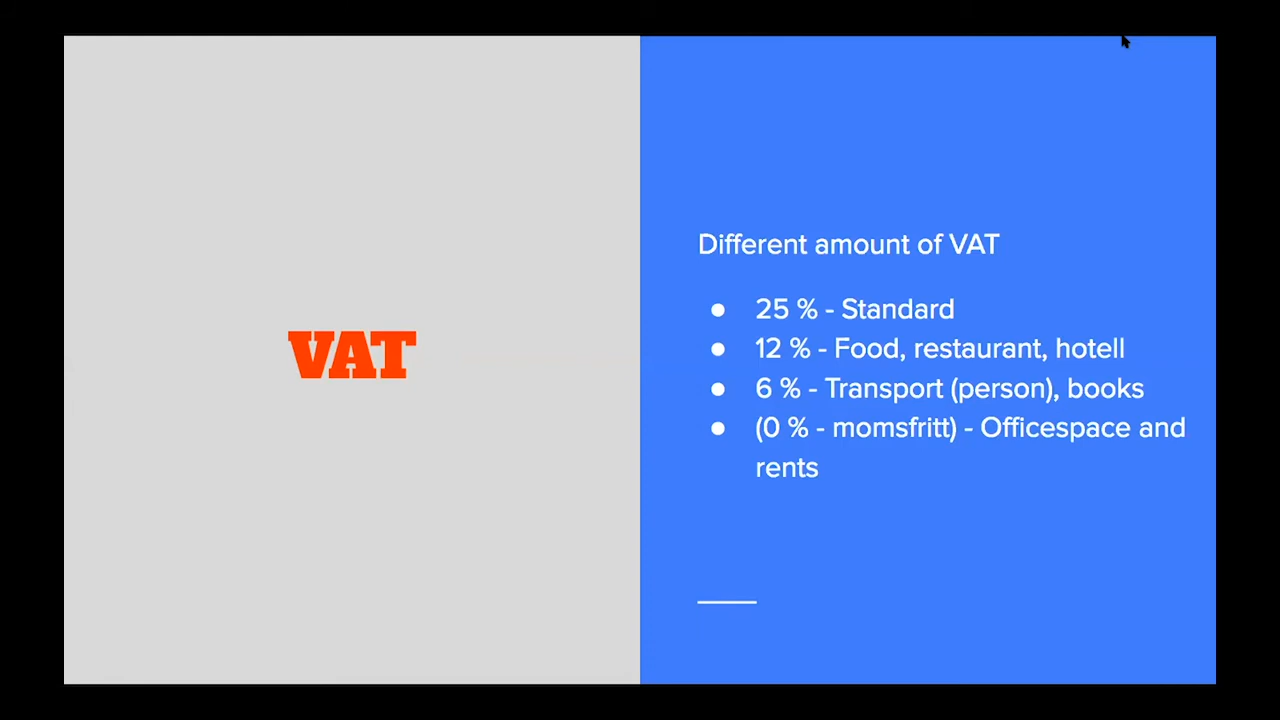 VAT
Different amount of VAT
● 25 % - Standard
● 12 % - Food, restaurant, hotell
● 6 % - Transport (person), books
● (0 % - momsfritt) - Officespace and
rents